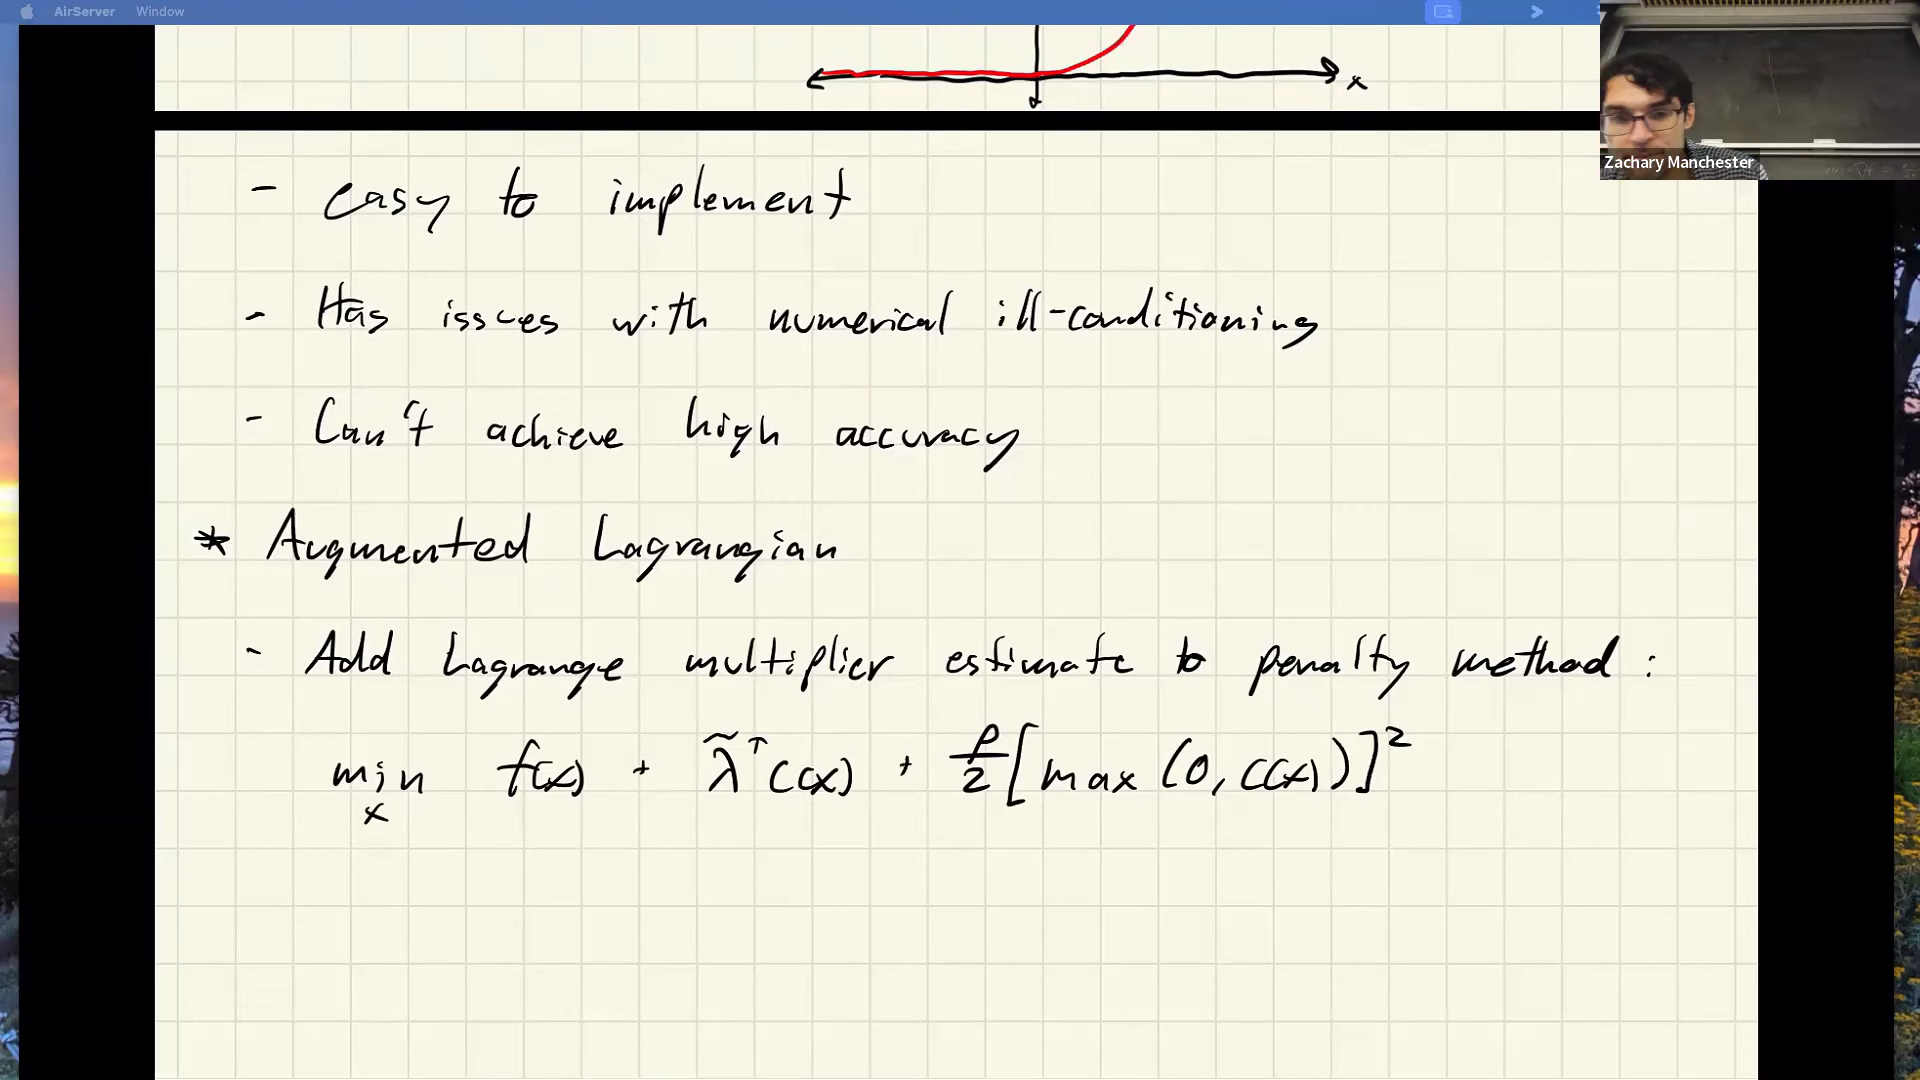 AirServer Window
x
Zachary Manchester
- easy to implement
- Has issues with numerical ill-conditioning
- Can't achieve high accuracy
* Augmented Lagrangian
- Add Lagrange multiplier estimate to penalty method :
min f(x) + λ̃ᵀ C(x) + ρ/2 [max (0, C(x))]²
x